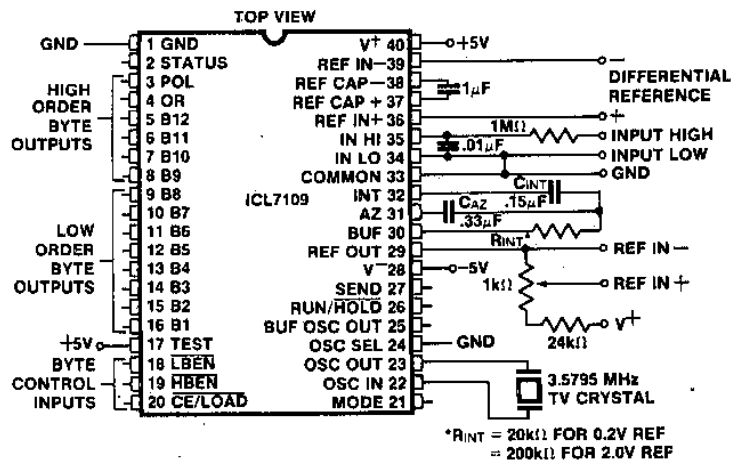 TOP VIEW
GND 1 GND V+ 40 +5V
2 STATUS REF IN— 39 —
3 POL REF CAP— 38 1μF DIFFERENTIAL
HIGH 4 OR REF CAP + 37 REFERENCE
ORDER 5 B12 REF IN+ 36 +
BYTE 6 B11 IN HI 35 1MΩ INPUT HIGH
OUTPUTS 7 B10 IN LO 34 .01μF INPUT LOW
8 B9 COMMON 33 GND
9 B8 ICL7109 INT 32 CINT .15μF
10 B7 AZ 31 CAZ .33μF
LOW 11 B6 BUF 30 RINT*
ORDER 12 B5 REF OUT 29 REF IN —
BYTE 13 B4 V— 28 —5V
OUTPUTS 14 B3 SEND 27 1kΩ REF IN +
15 B2 RUN/HOLD 26
16 B1 BUF OSC OUT 25 24kΩ V+
+5V 17 TEST OSC SEL 24 GND
BYTE 18 LBEN OSC OUT 23 3.5795 MHz
CONTROL 19 HBEN OSC IN 22 TV CRYSTAL
INPUTS 20 CE/LOAD MODE 21
*RINT = 20kΩ FOR 0.2V REF
= 200kΩ FOR 2.0V REF